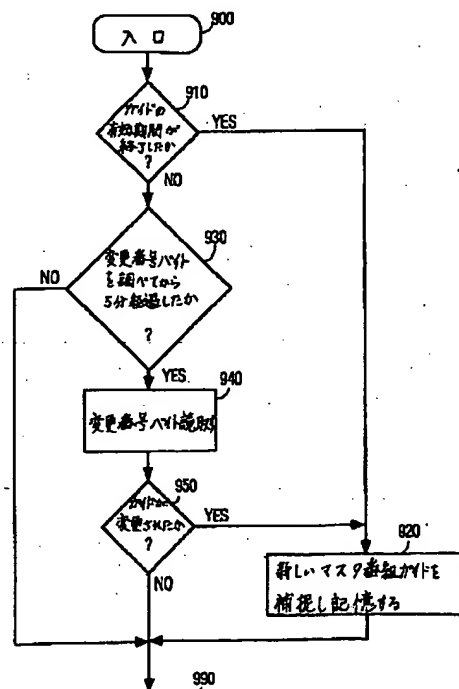 900
入口
910
ガイドの
有効期間が
終了したか
?
YES
NO
930
変更番号バイト
を調べてから
5分経過したか
?
NO
YES
940
変更番号バイト読取り
950
ガイドが
変更されたか
?
YES
NO
920
新しいマスタ番組ガイドを
捕捉し記憶する
990